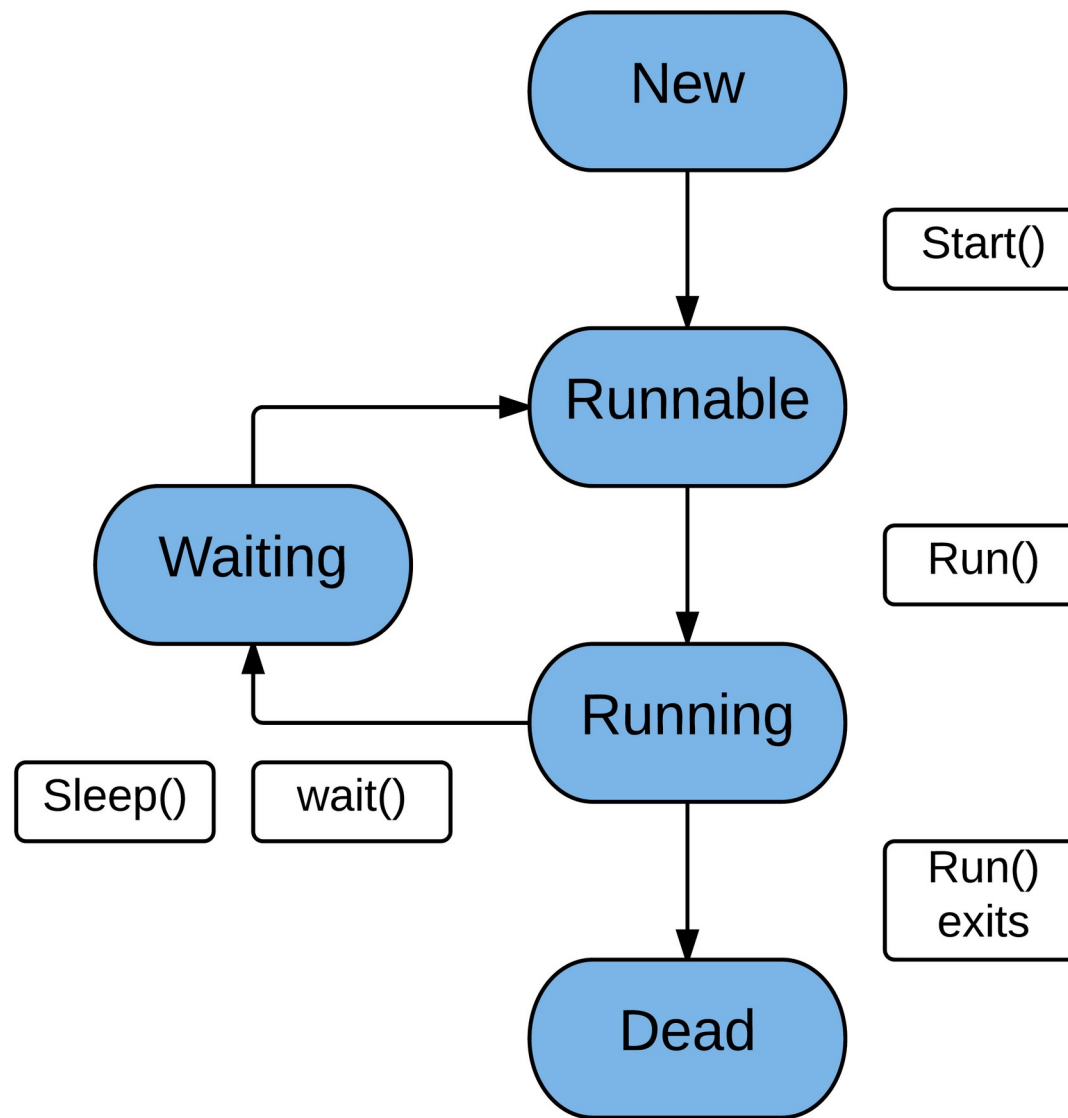 New
Start()
Runnable
Waiting
Run()
Running
Sleep()
wait()
Run()
exits
Dead